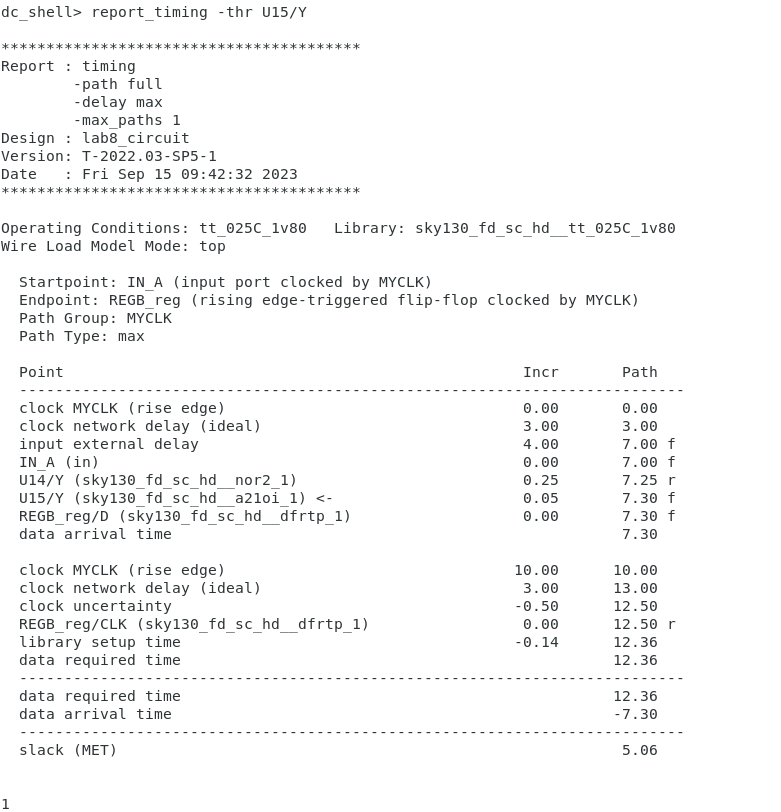 dc_shell> report_timing -thr U15/Y
****************************************
Report : timing
        -path full
        -delay max
        -max_paths 1
Design : lab8_circuit
Version: T-2022.03-SP5-1
Date   : Fri Sep 15 09:42:32 2023
****************************************
Operating Conditions: tt_025C_1v80   Library: sky130_fd_sc_hd__tt_025C_1v80
Wire Load Model Mode: top
  Startpoint: IN_A (input port clocked by MYCLK)
  Endpoint: REGB_reg (rising edge-triggered flip-flop clocked by MYCLK)
  Path Group: MYCLK
  Path Type: max
  Point                                                   Incr       Path
  --------------------------------------------------------------------------
  clock MYCLK (rise edge)                                 0.00       0.00
  clock network delay (ideal)                             3.00       3.00
  input external delay                                    4.00       7.00 f
  IN_A (in)                                               0.00       7.00 f
  U14/Y (sky130_fd_sc_hd__nor2_1)                         0.25       7.25 r
  U15/Y (sky130_fd_sc_hd__a21oi_1) <-                     0.05       7.30 f
  REGB_reg/D (sky130_fd_sc_hd__dfrtp_1)                   0.00       7.30 f
  data arrival time                                                  7.30
  clock MYCLK (rise edge)                                10.00      10.00
  clock network delay (ideal)                             3.00      13.00
  clock uncertainty                                      -0.50      12.50
  REGB_reg/CLK (sky130_fd_sc_hd__dfrtp_1)                 0.00      12.50 r
  library setup time                                     -0.14      12.36
  data required time                                                12.36
  --------------------------------------------------------------------------
  data required time                                                12.36
  data arrival time                                                 -7.30
  --------------------------------------------------------------------------
  slack (MET)                                                        5.06
1